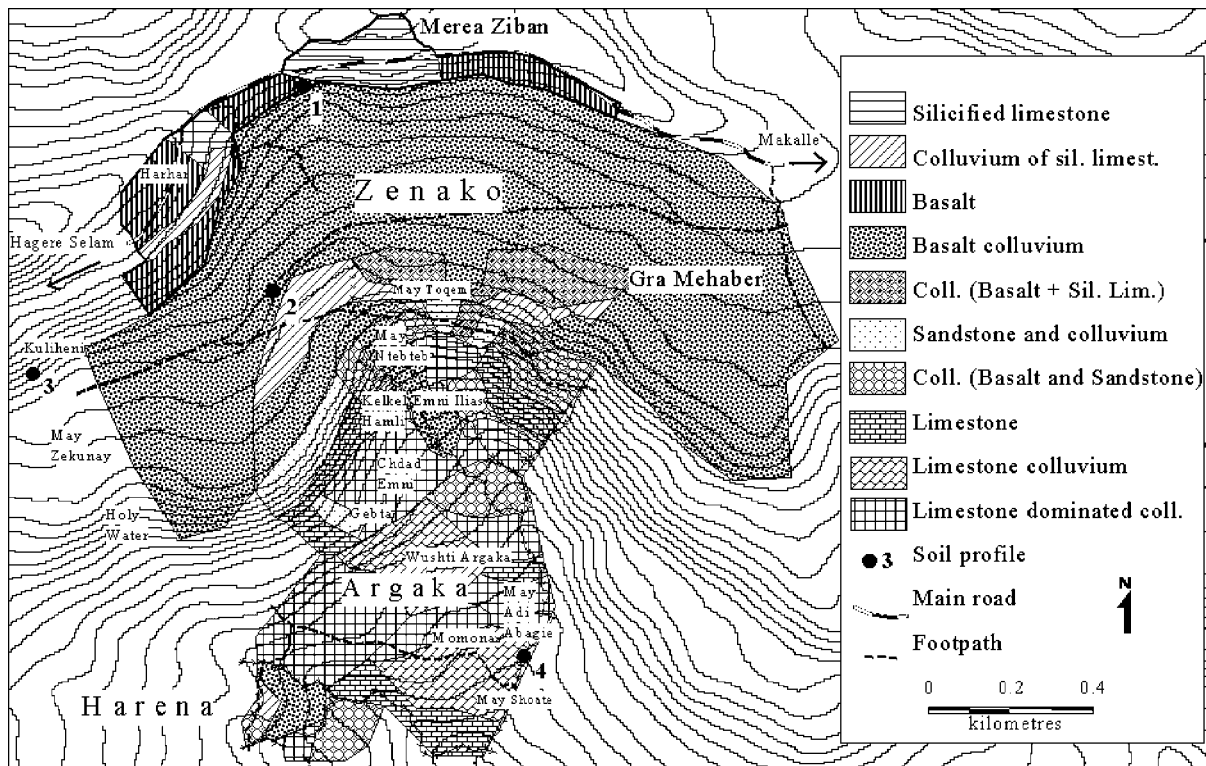 Merea Ziban
1
Makalle
Harhar
Zenako
Hagere Selam
Gra Mehaber
May Toqem
2
May
Ntebteb
Kuliheni
3
Kelkel
Emni Ilias
Hamli
May
Zekunay
Chdad
Emni
Gebta
Holy
Water
Wushti Argaka
Argaka
May
Adi
Abagie
Momona
4
May Shoate
Harena
Silicified limestone
Colluvium of sil. limest.
Basalt
Basalt colluvium
Coll. (Basalt + Sil. Lim.)
Sandstone and colluvium
Coll. (Basalt and Sandstone)
Limestone
Limestone colluvium
Limestone dominated coll.
3 Soil profile
Main road
Footpath
N
0 0.2 0.4
kilometres